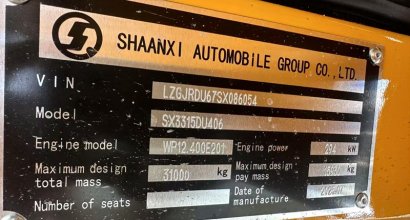 SHAANXI AUTOMOBILE GROUP CO., LTD.
VIN LZGJRDU67SX086054
Model SX3315DU406
Engine model WP12.400E201 Engine power 294 kW
Maximum design total mass 31000 kg Maximum design pay mass kg
Number of seats Date of manufacture